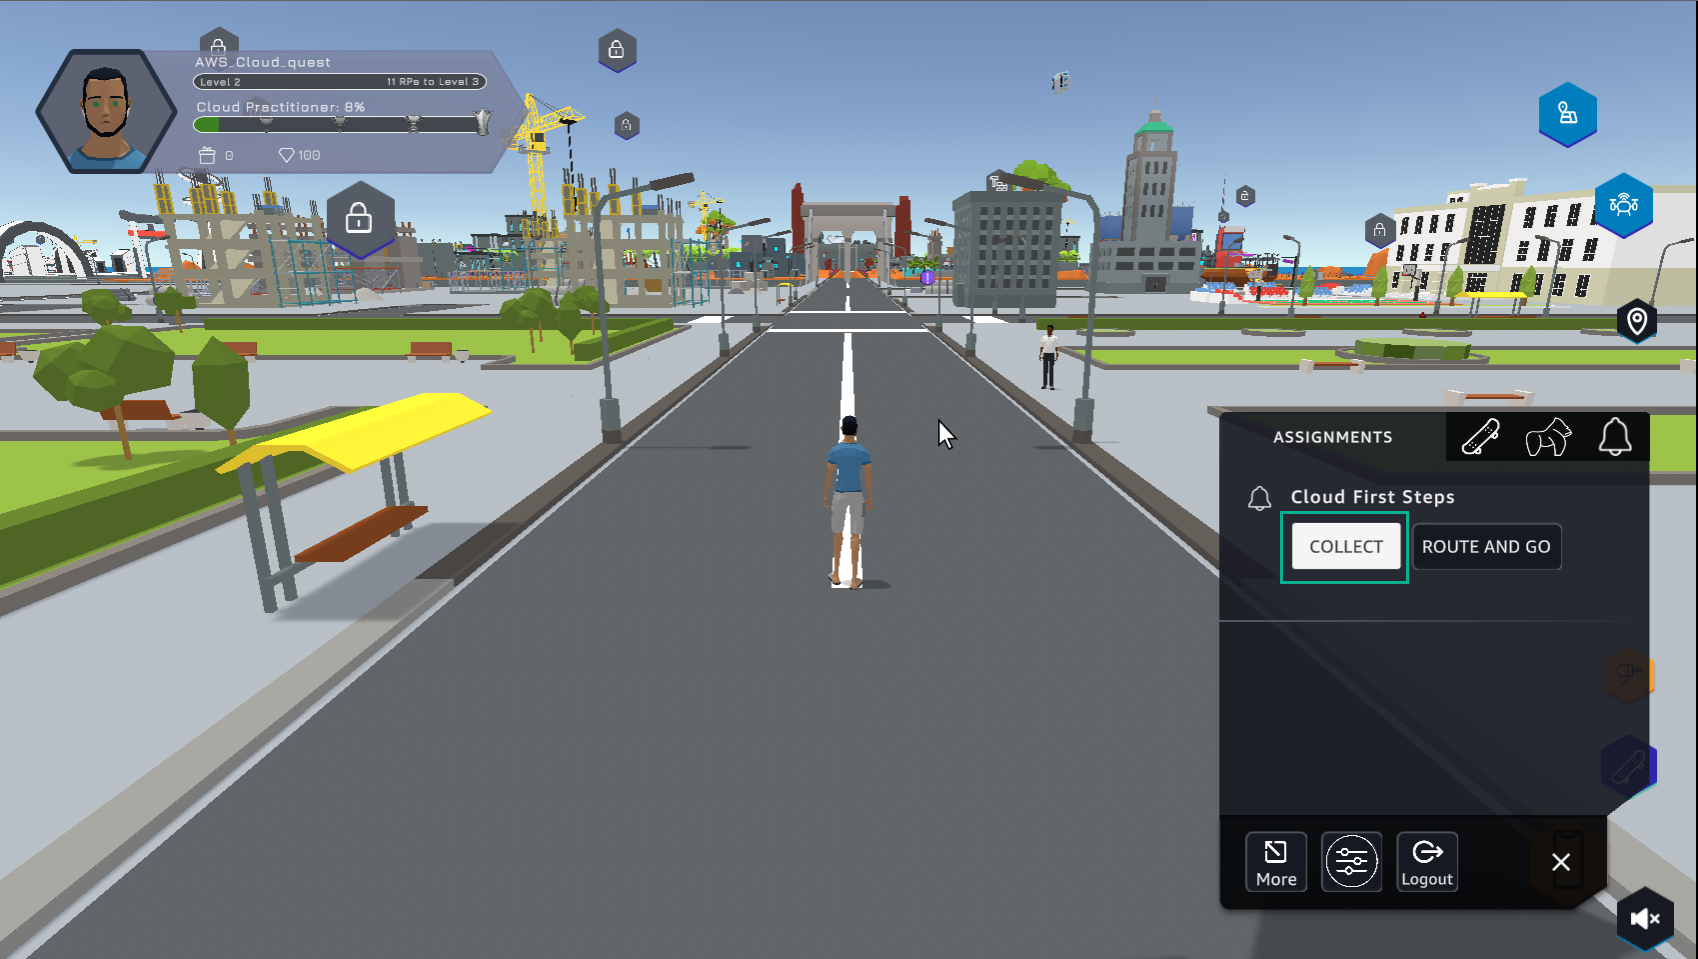 AWS_Cloud_quest
Level 2 11 RPs to Level 3
Cloud Practitioner: 8%
0 100
ASSIGNMENTS
Cloud First Steps
COLLECT ROUTE AND GO
More Logout